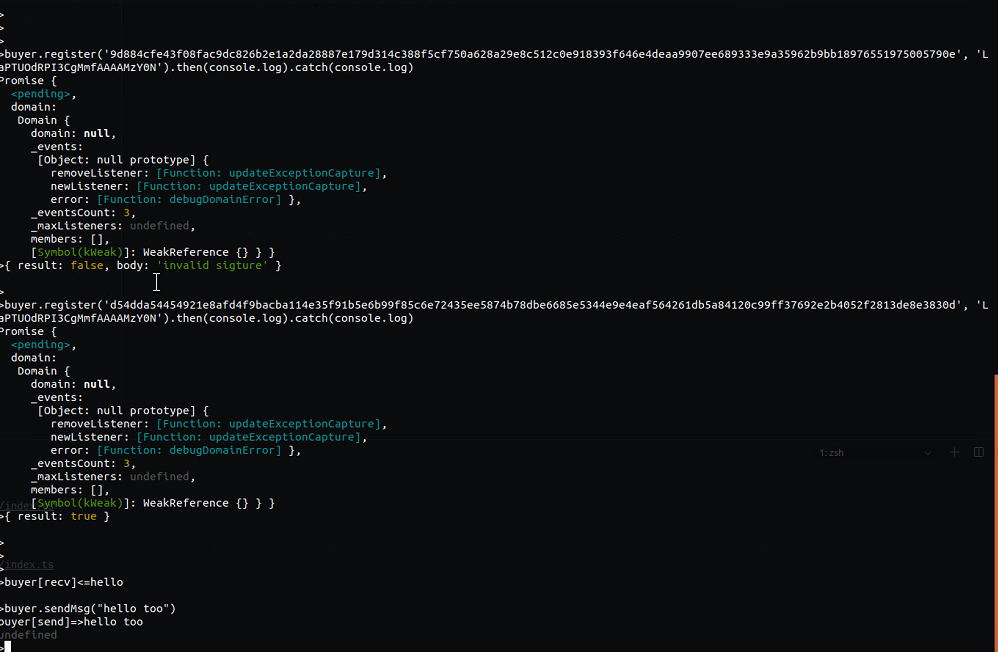 >
>
>
>buyer.register('9d884cfe43f08fac9dc826b2e1a2da28887e179d314c388f5cf750a628a29e8c512c0e918393f646e4deaa9907ee689333e9a35962b9bb18976551975005790e', 'L
aPTUOdRPI3CgMmfAAAAMzY0N').then(console.log).catch(console.log)
Promise {
<pending>,
domain:
Domain {
domain: null,
_events:
[Object: null prototype] {
removeListener: [Function: updateExceptionCapture],
newListener: [Function: updateExceptionCapture],
error: [Function: debugDomainError] },
_eventsCount: 3,
_maxListeners: undefined,
members: [],
[Symbol(kWeak)]: WeakReference {} } }
>{ result: false, body: 'invalid sigture' }
>
>buyer.register('d54dda54454921e8afd4f9bacba114e35f91b5e6b99f85c6e72435ee5874b78dbe6685e5344e9e4eaf564261db5a84120c99ff37692e2b4052f2813de8e3830d', 'L
aPTUOdRPI3CgMmfAAAAMzY0N').then(console.log).catch(console.log)
Promise {
<pending>,
domain:
Domain {
domain: null,
_events:
[Object: null prototype] {
removeListener: [Function: updateExceptionCapture],
newListener: [Function: updateExceptionCapture],
error: [Function: debugDomainError] },
1: zsh
_eventsCount: 3,
_maxListeners: undefined,
members: [],
[Symbol(kWeak)]: WeakReference {} } }
>{ result: true }
>
>
/index.ts
>
>buyer[recv]<=hello
>buyer.sendMsg("hello too")
buyer[send]=>hello too
undefined
>